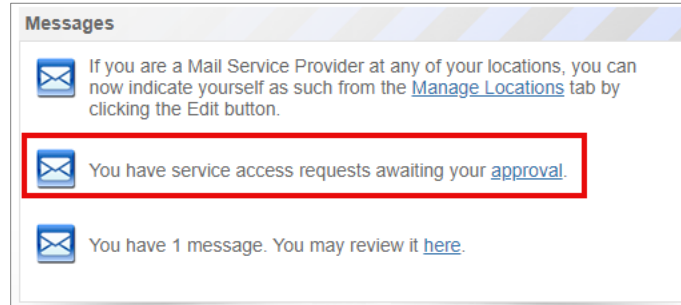 Messages
If you are a Mail Service Provider at any of your locations, you can
now indicate yourself as such from the Manage Locations tab by
clicking the Edit button.
You have service access requests awaiting your approval.
You have 1 message. You may review it here.